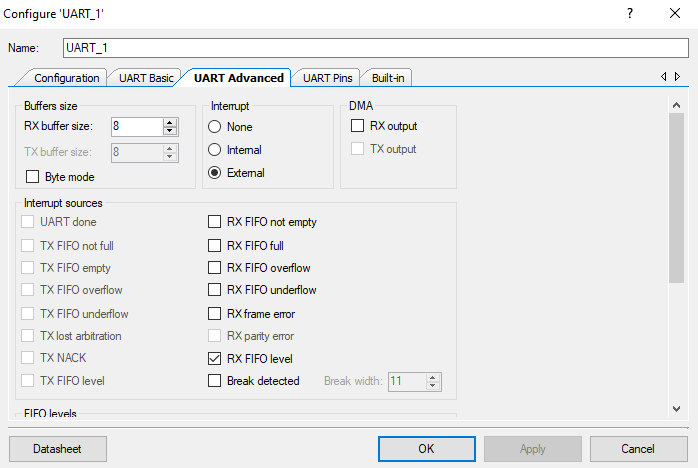 Configure 'UART_1'
Name: UART_1
Configuration UART Basic UART Advanced UART Pins Built-in
Buffers size
RX buffer size: 8
TX buffer size: 8
Byte mode
Interrupt
None
Internal
External
DMA
RX output
TX output
Interrupt sources
UART done
TX FIFO not full
TX FIFO empty
TX FIFO overflow
TX FIFO underflow
TX lost arbitration
TX NACK
TX FIFO level
RX FIFO not empty
RX FIFO full
RX FIFO overflow
RX FIFO underflow
RX frame error
RX parity error
RX FIFO level
Break detected Break width: 11
FIFO levels
Datasheet OK Apply Cancel